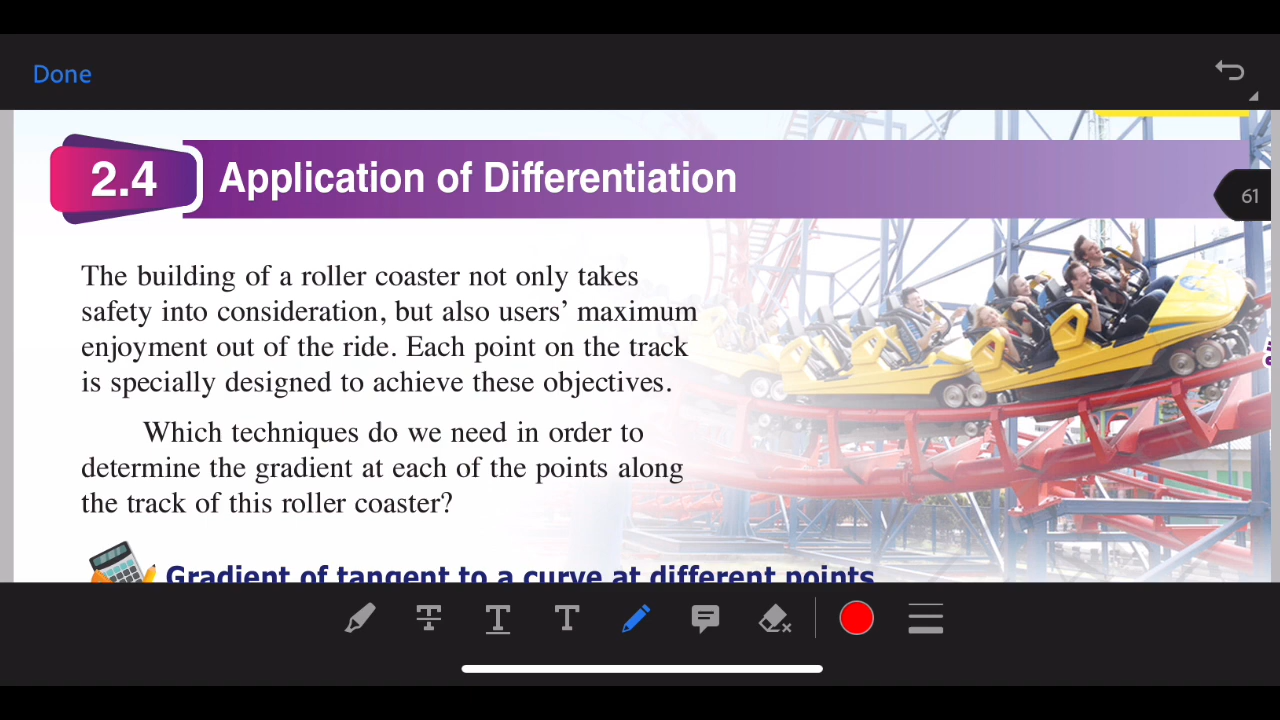 Done
2.4 Application of Differentiation
61
The building of a roller coaster not only takes
safety into consideration, but also users’ maximum
enjoyment out of the ride. Each point on the track
is specially designed to achieve these objectives.
Which techniques do we need in order to
determine the gradient at each of the points along
the track of this roller coaster?
Gradient of tangent to a curve at different points
T T T